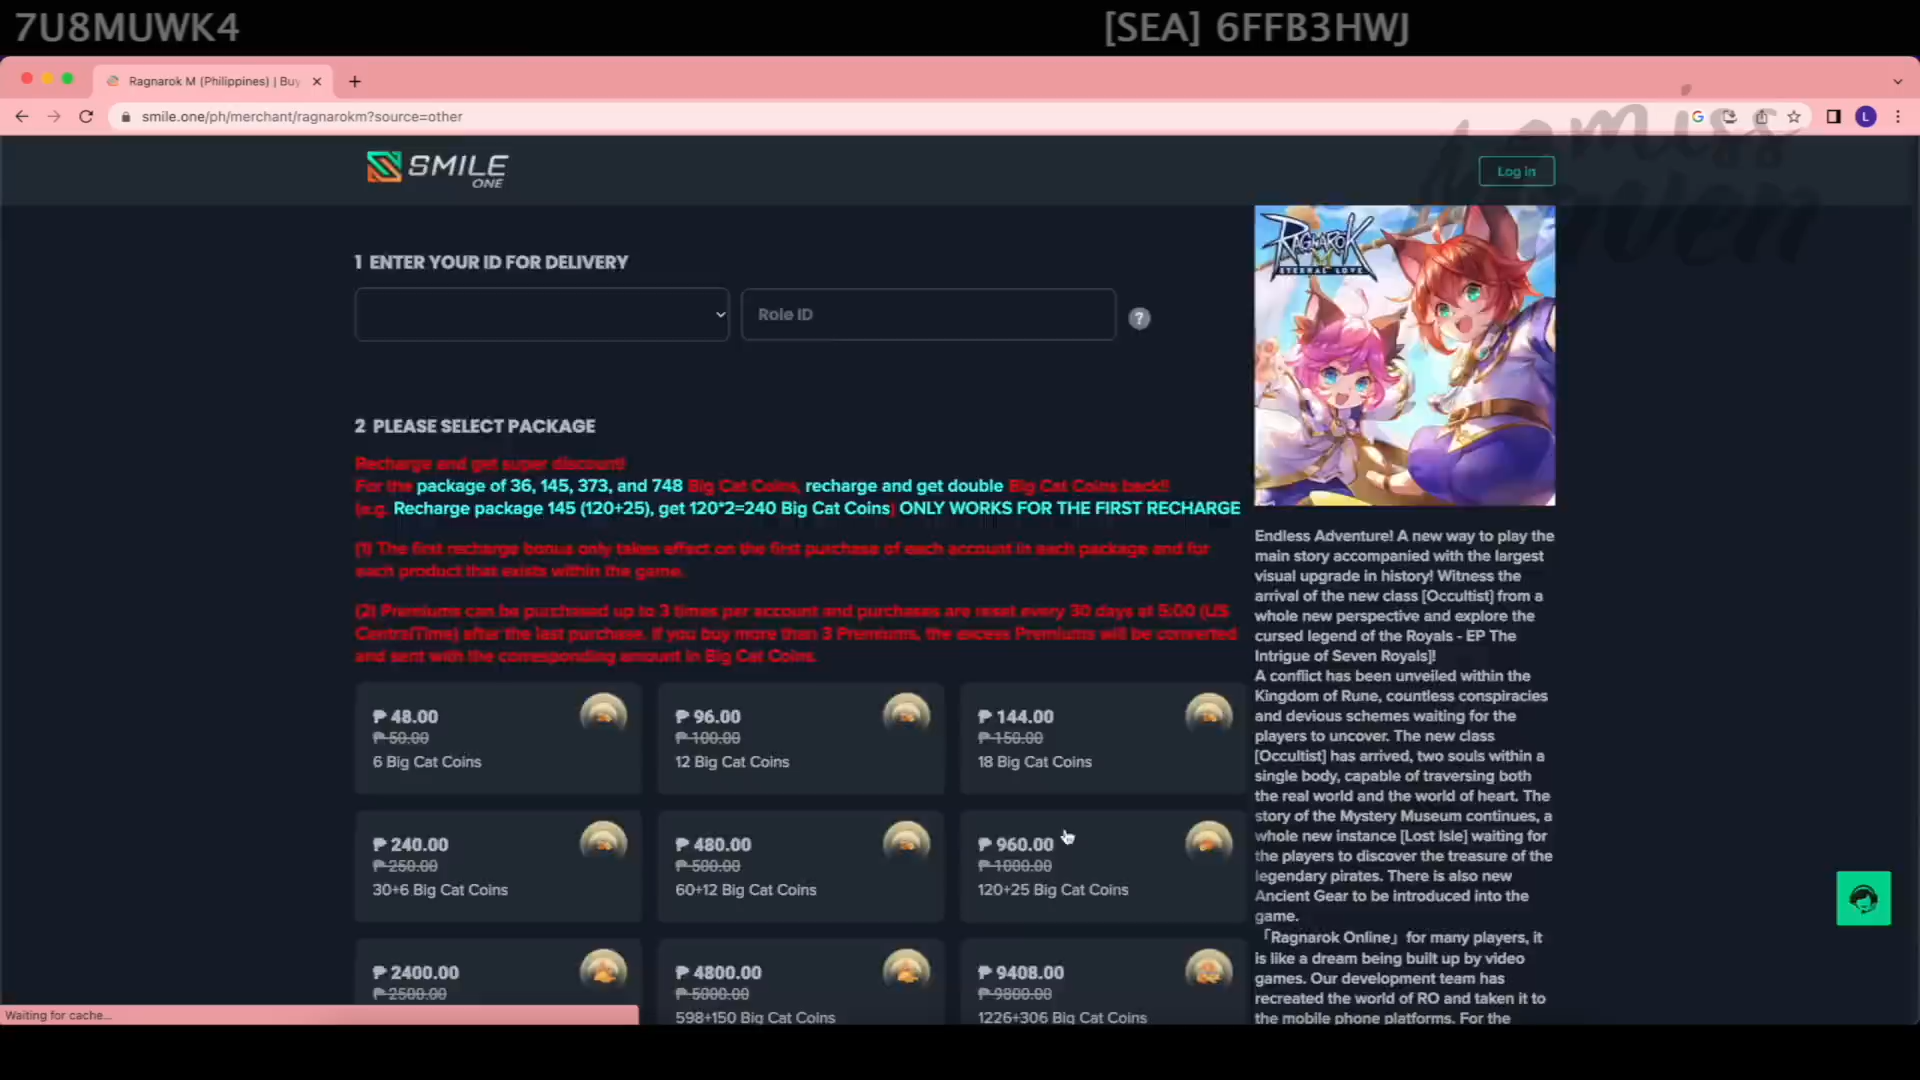 7U8MUWK4
[SEA] 6FFB3HWJ
Ragnarok M (Philippines) | Buy
smile.one/ph/merchant/ragnarokm?source=other
L
SMILE
ONE
Log in
1 ENTER YOUR ID FOR DELIVERY
Role ID
?
2 PLEASE SELECT PACKAGE
Recharge and get super discount!
For the package of 36, 145, 373, and 748 Big Cat Coins, recharge and get double Big Cat Coins back!!
(e.g. Recharge package 145 (120+25), get 120*2=240 Big Cat Coins) ONLY WORKS FOR THE FIRST RECHARGE
(1) The first recharge bonus only takes effect on the first purchase of each account in each package and for
each product that exists within the game.
(2) Premiums can be purchased up to 3 times per account and purchases are reset every 30 days at 5:00 (US
CentralTime) after the last purchase. If you buy more than 3 Premiums, the excess Premiums will be converted
and sent with the corresponding amount in Big Cat Coins.
₱ 48.00
₱ 50.00
6 Big Cat Coins
₱ 96.00
₱ 100.00
12 Big Cat Coins
₱ 144.00
₱ 150.00
18 Big Cat Coins
₱ 240.00
₱ 250.00
30+6 Big Cat Coins
₱ 480.00
₱ 500.00
60+12 Big Cat Coins
₱ 960.00
₱ 1000.00
120+25 Big Cat Coins
₱ 2400.00
₱ 2500.00
₱ 4800.00
₱ 5000.00
598+150 Big Cat Coins
₱ 9408.00
₱ 9800.00
1226+306 Big Cat Coins
RAGNAROK
M
ETERNAL LOVE
Endless Adventure! A new way to play the
main story accompanied with the largest
visual upgrade in history! Witness the
arrival of the new class [Occultist] from a
whole new perspective and explore the
cursed legend of the Royals - EP The
Intrigue of Seven Royals]!
A conflict has been unveiled within the
Kingdom of Rune, countless conspiracies
and devious schemes waiting for the
players to uncover. The new class
[Occultist] has arrived, two souls within a
single body, capable of traversing both
the real world and the world of heart. The
story of the Mystery Museum continues, a
whole new instance [Lost Isle] waiting for
the players to discover the treasure of the
legendary pirates. There is also new
Ancient Gear to be introduced into the
game.
「Ragnarok Online」for many players, it
is like a dream being built up by video
games. Our development team has
recreated the world of RO and taken it to
the mobile phone platforms. For the
Waiting for cache...